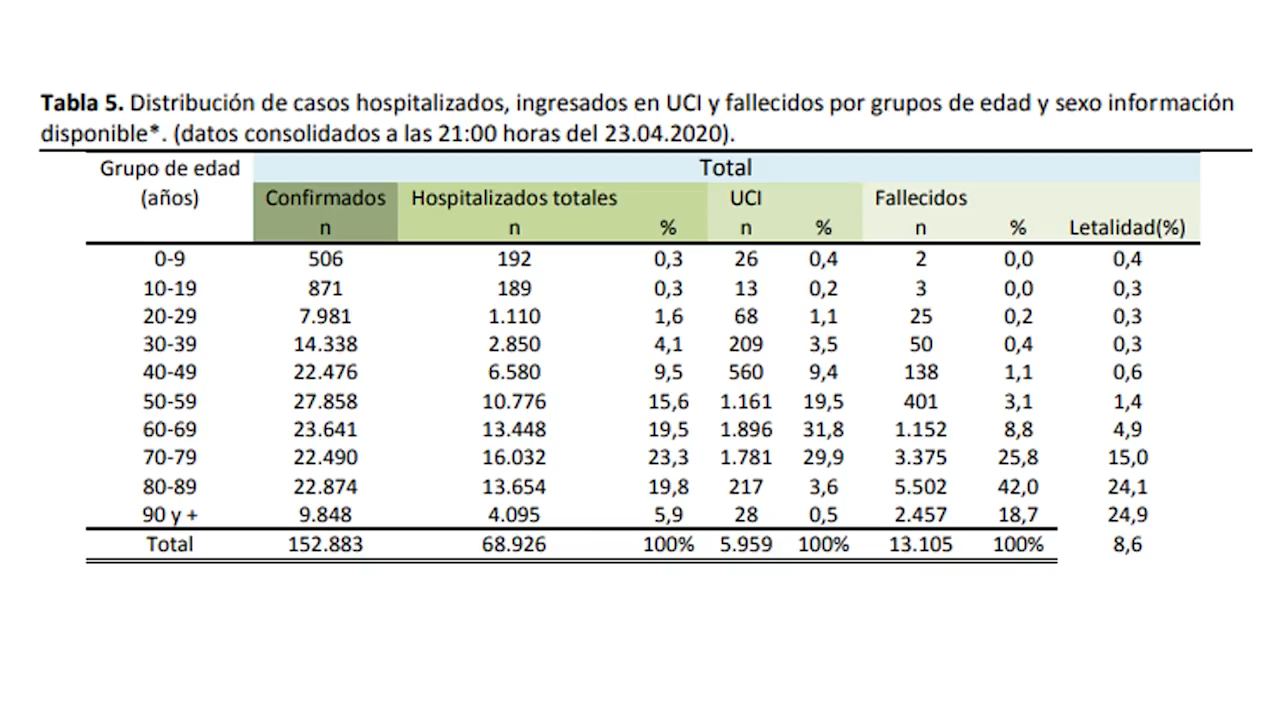 Tabla 5. Distribución de casos hospitalizados, ingresados en UCI y fallecidos por grupos de edad y sexo información
disponible*. (datos consolidados a las 21:00 horas del 23.04.2020).
Grupo de edad Total
(años) Confirmados Hospitalizados totales UCI Fallecidos
n n % n % n % Letalidad(%)
0-9 506 192 0,3 26 0,4 2 0,0 0,4
10-19 871 189 0,3 13 0,2 3 0,0 0,3
20-29 7.981 1.110 1,6 68 1,1 25 0,2 0,3
30-39 14.338 2.850 4,1 209 3,5 50 0,4 0,3
40-49 22.476 6.580 9,5 560 9,4 138 1,1 0,6
50-59 27.858 10.776 15,6 1.161 19,5 401 3,1 1,4
60-69 23.641 13.448 19,5 1.896 31,8 1.152 8,8 4,9
70-79 22.490 16.032 23,3 1.781 29,9 3.375 25,8 15,0
80-89 22.874 13.654 19,8 217 3,6 5.502 42,0 24,1
90 y + 9.848 4.095 5,9 28 0,5 2.457 18,7 24,9
Total 152.883 68.926 100% 5.959 100% 13.105 100% 8,6